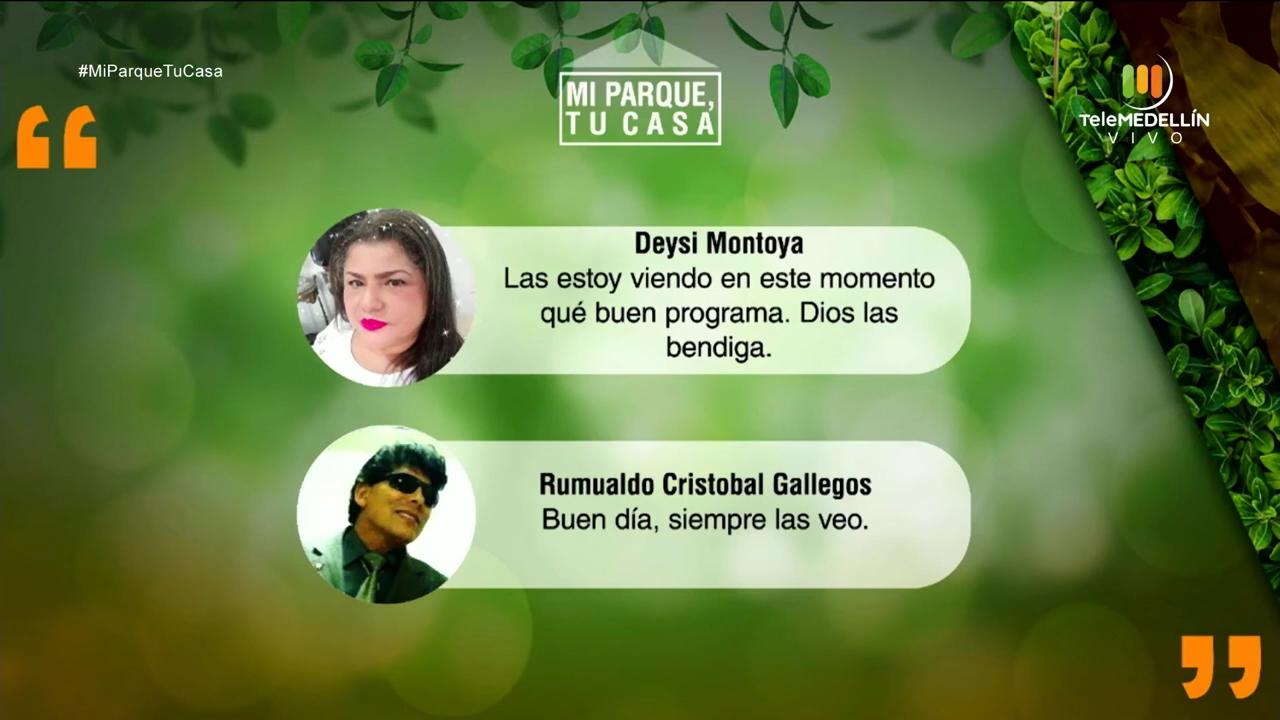 #MiParqueTuCasa
MI PARQUE,
TU CASA
TeleMEDELLÍN
VIVO
Deysi Montoya
Las estoy viendo en este momento
qué buen programa. Dios las
bendiga.
Rumualdo Cristobal Gallegos
Buen día, siempre las veo.